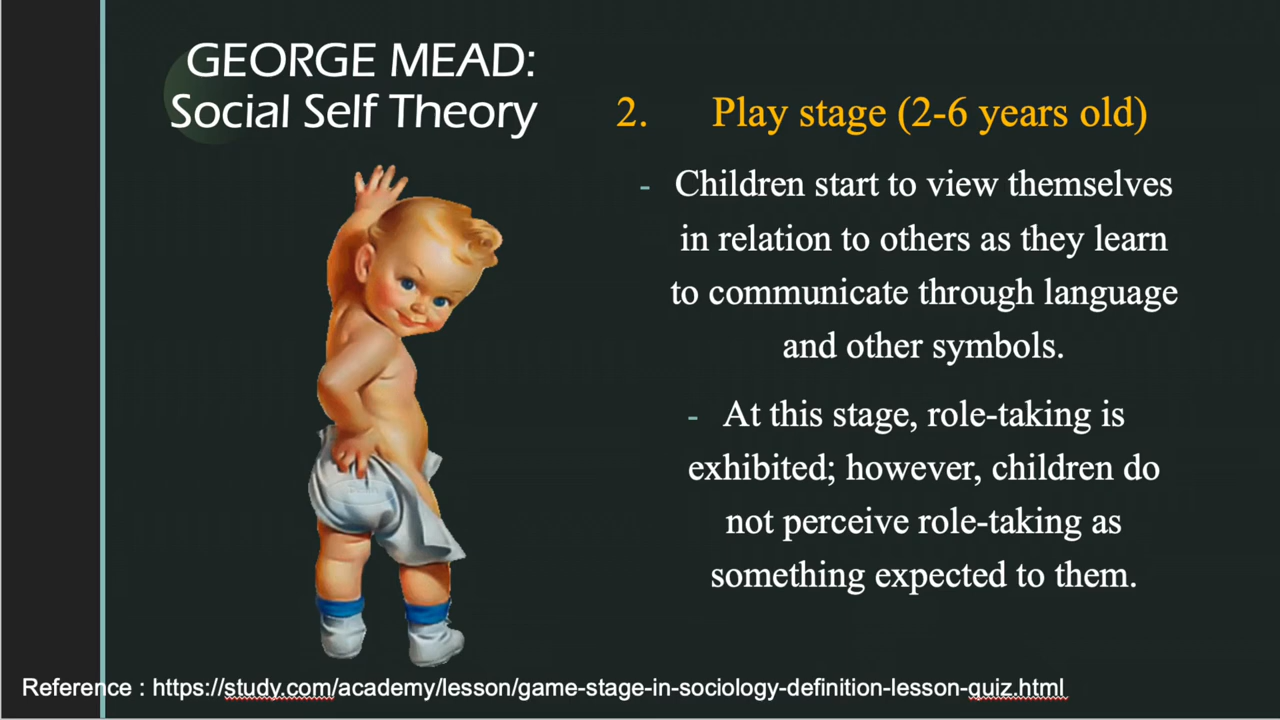 GEORGE MEAD:
Social Self Theory
2. Play stage (2-6 years old)
- Children start to view themselves
in relation to others as they learn
to communicate through language
and other symbols.
- At this stage, role-taking is
exhibited; however, children do
not perceive role-taking as
something expected to them.
Reference : https://study.com/academy/lesson/game-stage-in-sociology-definition-lesson-quiz.html